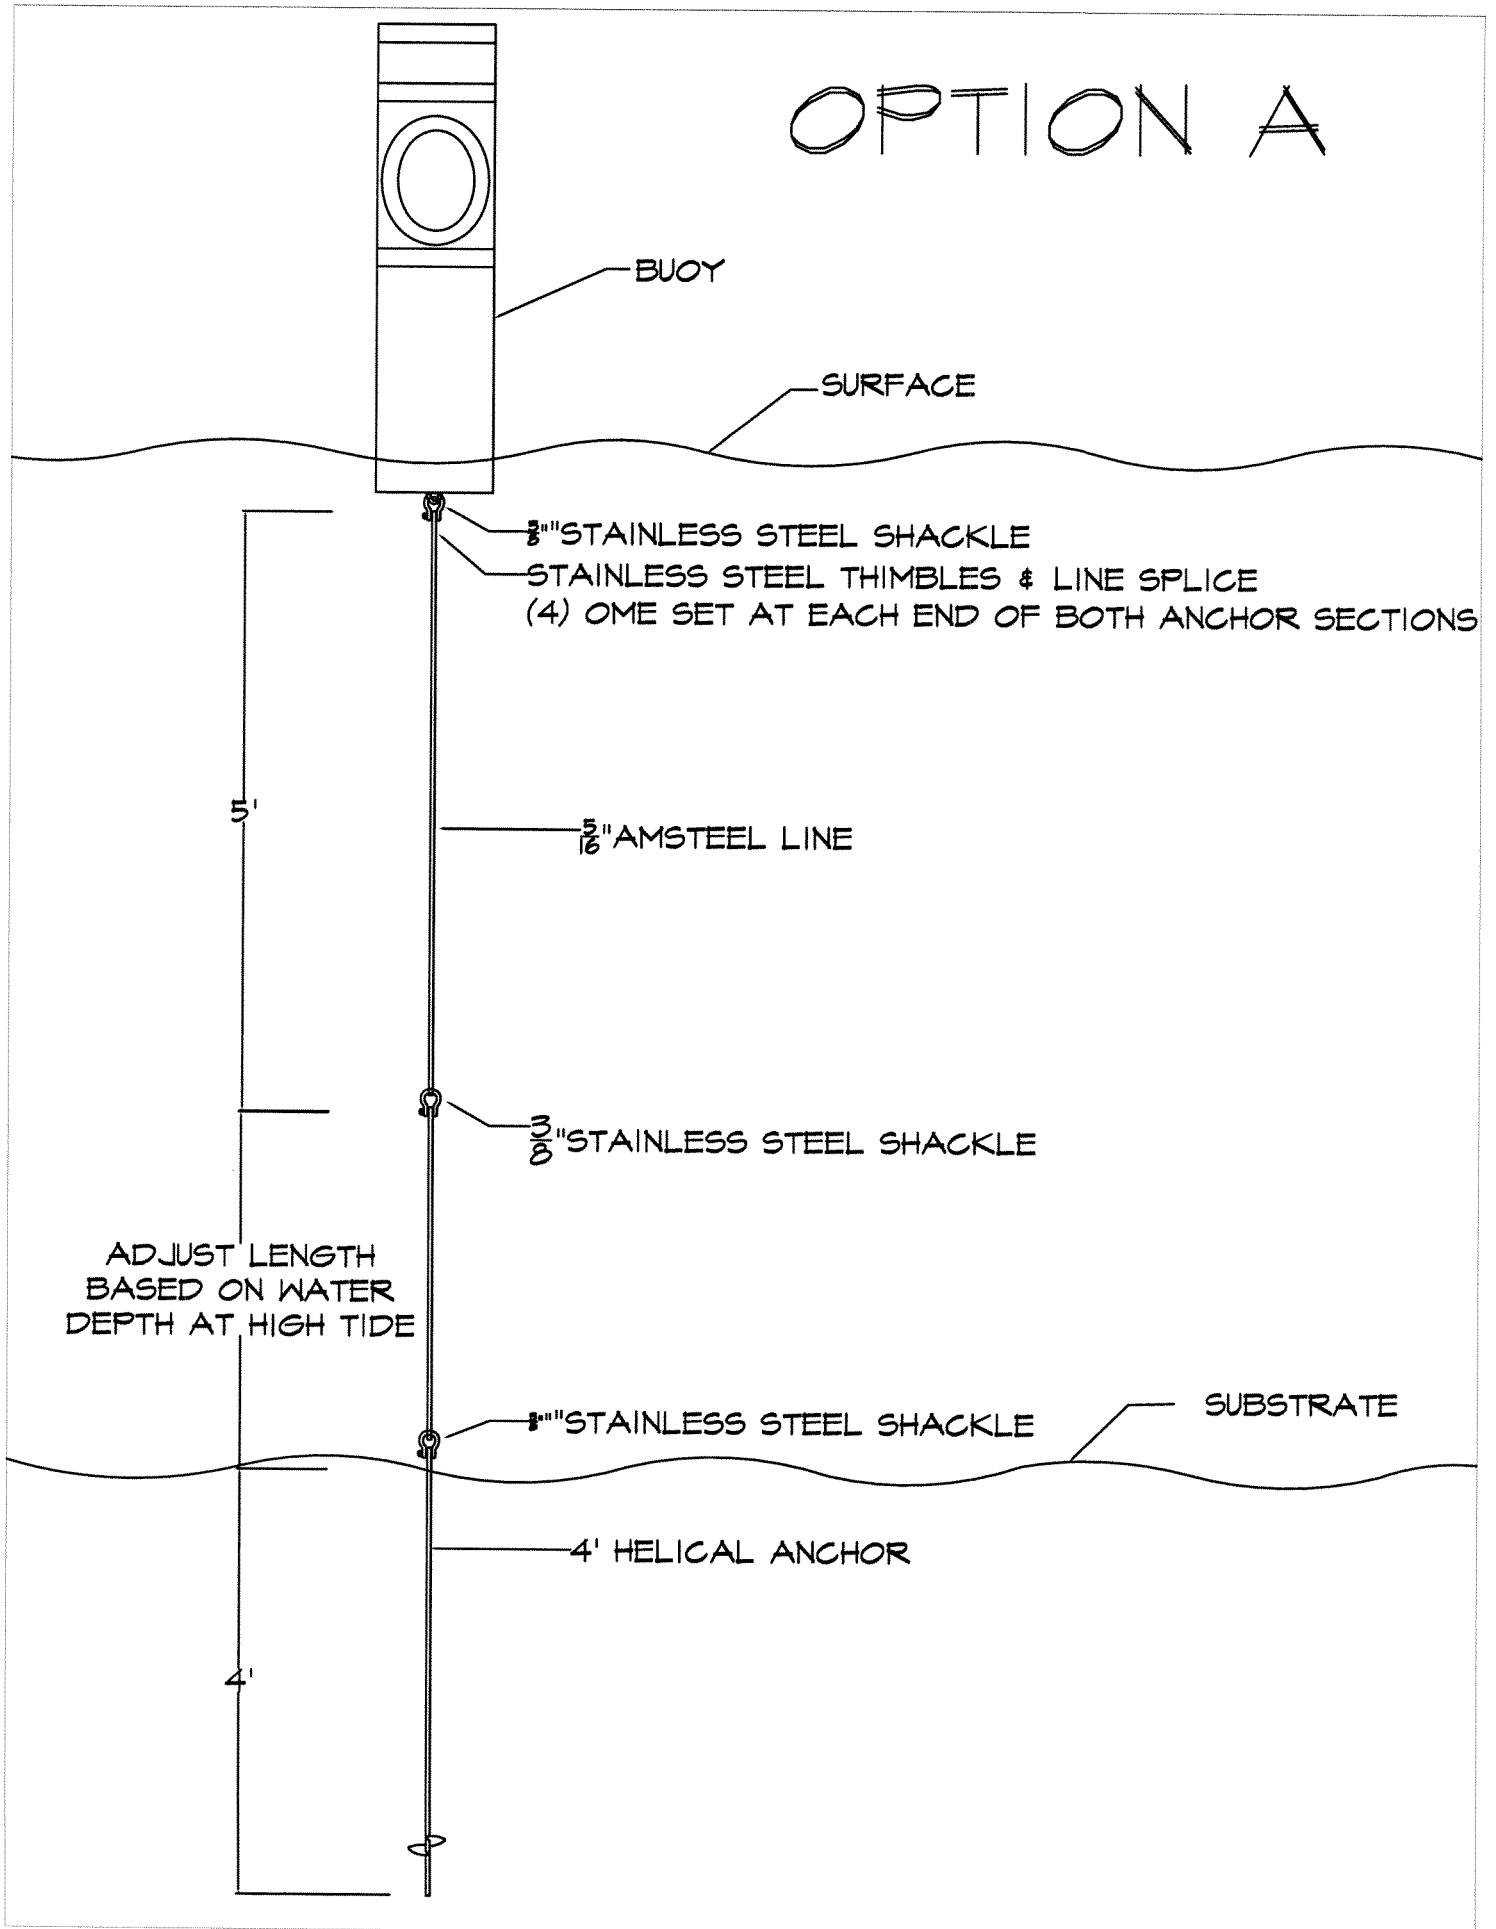 OPTION A
BUOY
SURFACE
"STAINLESS STEEL SHACKLE
STAINLESS STEEL THIMBLES & LINE SPLICE
(4) OME SET AT EACH END OF BOTH ANCHOR SECTIONS
5'
5/16"AMSTEEL LINE
3/8"STAINLESS STEEL SHACKLE
ADJUST LENGTH
BASED ON WATER
DEPTH AT HIGH TIDE
"STAINLESS STEEL SHACKLE
SUBSTRATE
4' HELICAL ANCHOR
4'